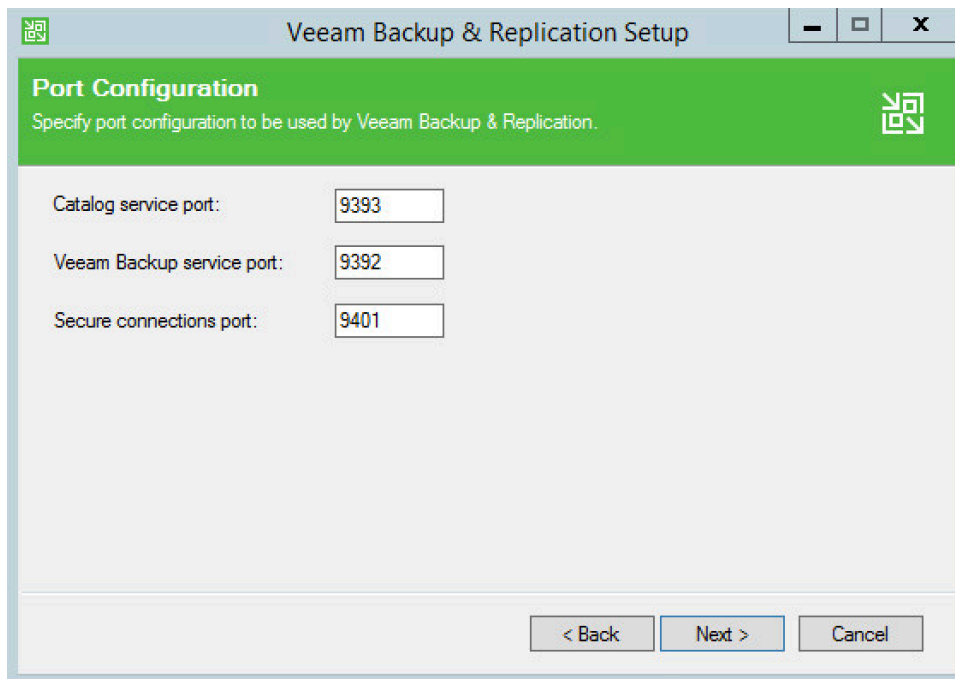 Veeam Backup & Replication Setup
Port Configuration
Specify port configuration to be used by Veeam Backup & Replication.
Catalog service port: 9393
Veeam Backup service port: 9392
Secure connections port: 9401
< Back Next > Cancel